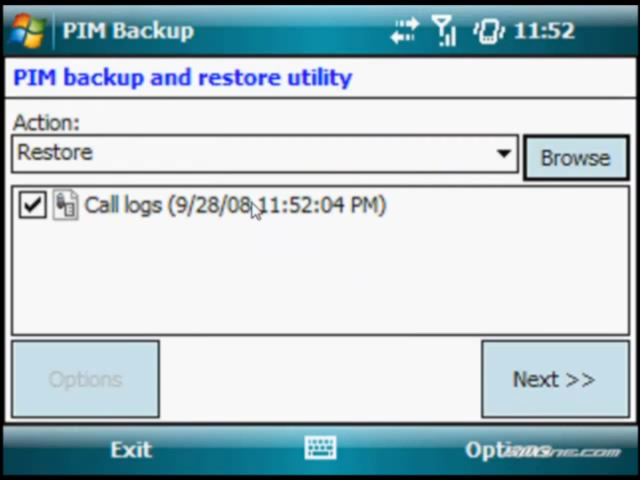 PIM Backup 11:52
PIM backup and restore utility
Action:
Restore
Browse
Call logs (9/28/08 11:52:04 PM)
Options
Next >>
Exit